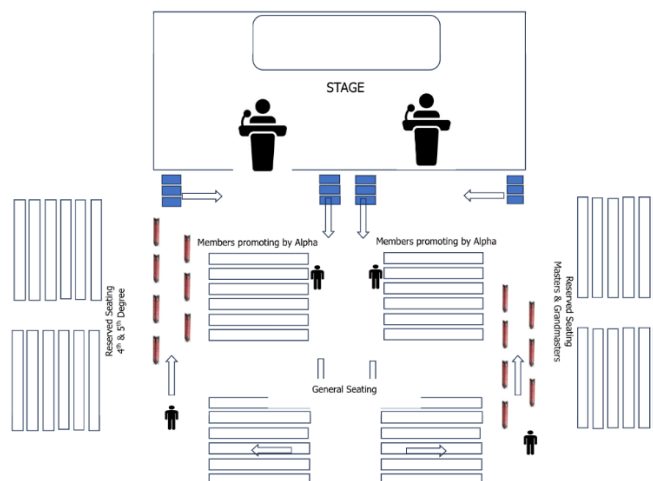 STAGE
Members promoting by Alpha
Members promoting by Alpha
Reserved Seating
4th & 5th Degree
Reserved Seating
Masters & Grandmasters
General Seating